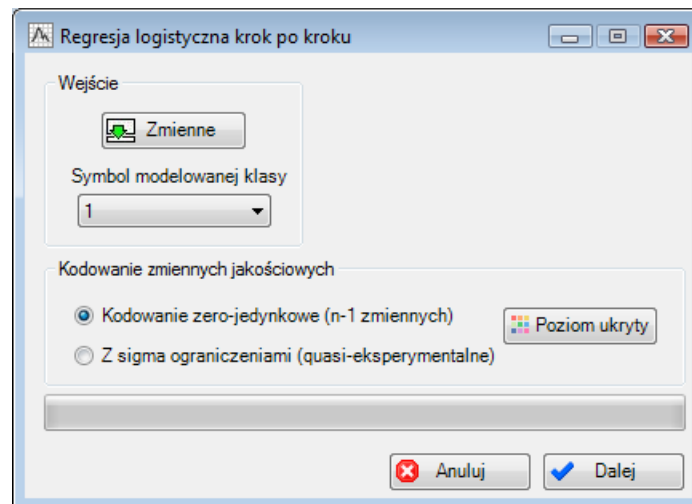 Regresja logistyczna krok po kroku
Wejście
Zmienne
Symbol modelowanej klasy
1
Kodowanie zmiennych jakościowych
Kodowanie zero-jedynkowe (n-1 zmiennych)
Poziom ukryty
Z sigma ograniczeniami (quasi-eksperymentalne)
Anuluj
Dalej